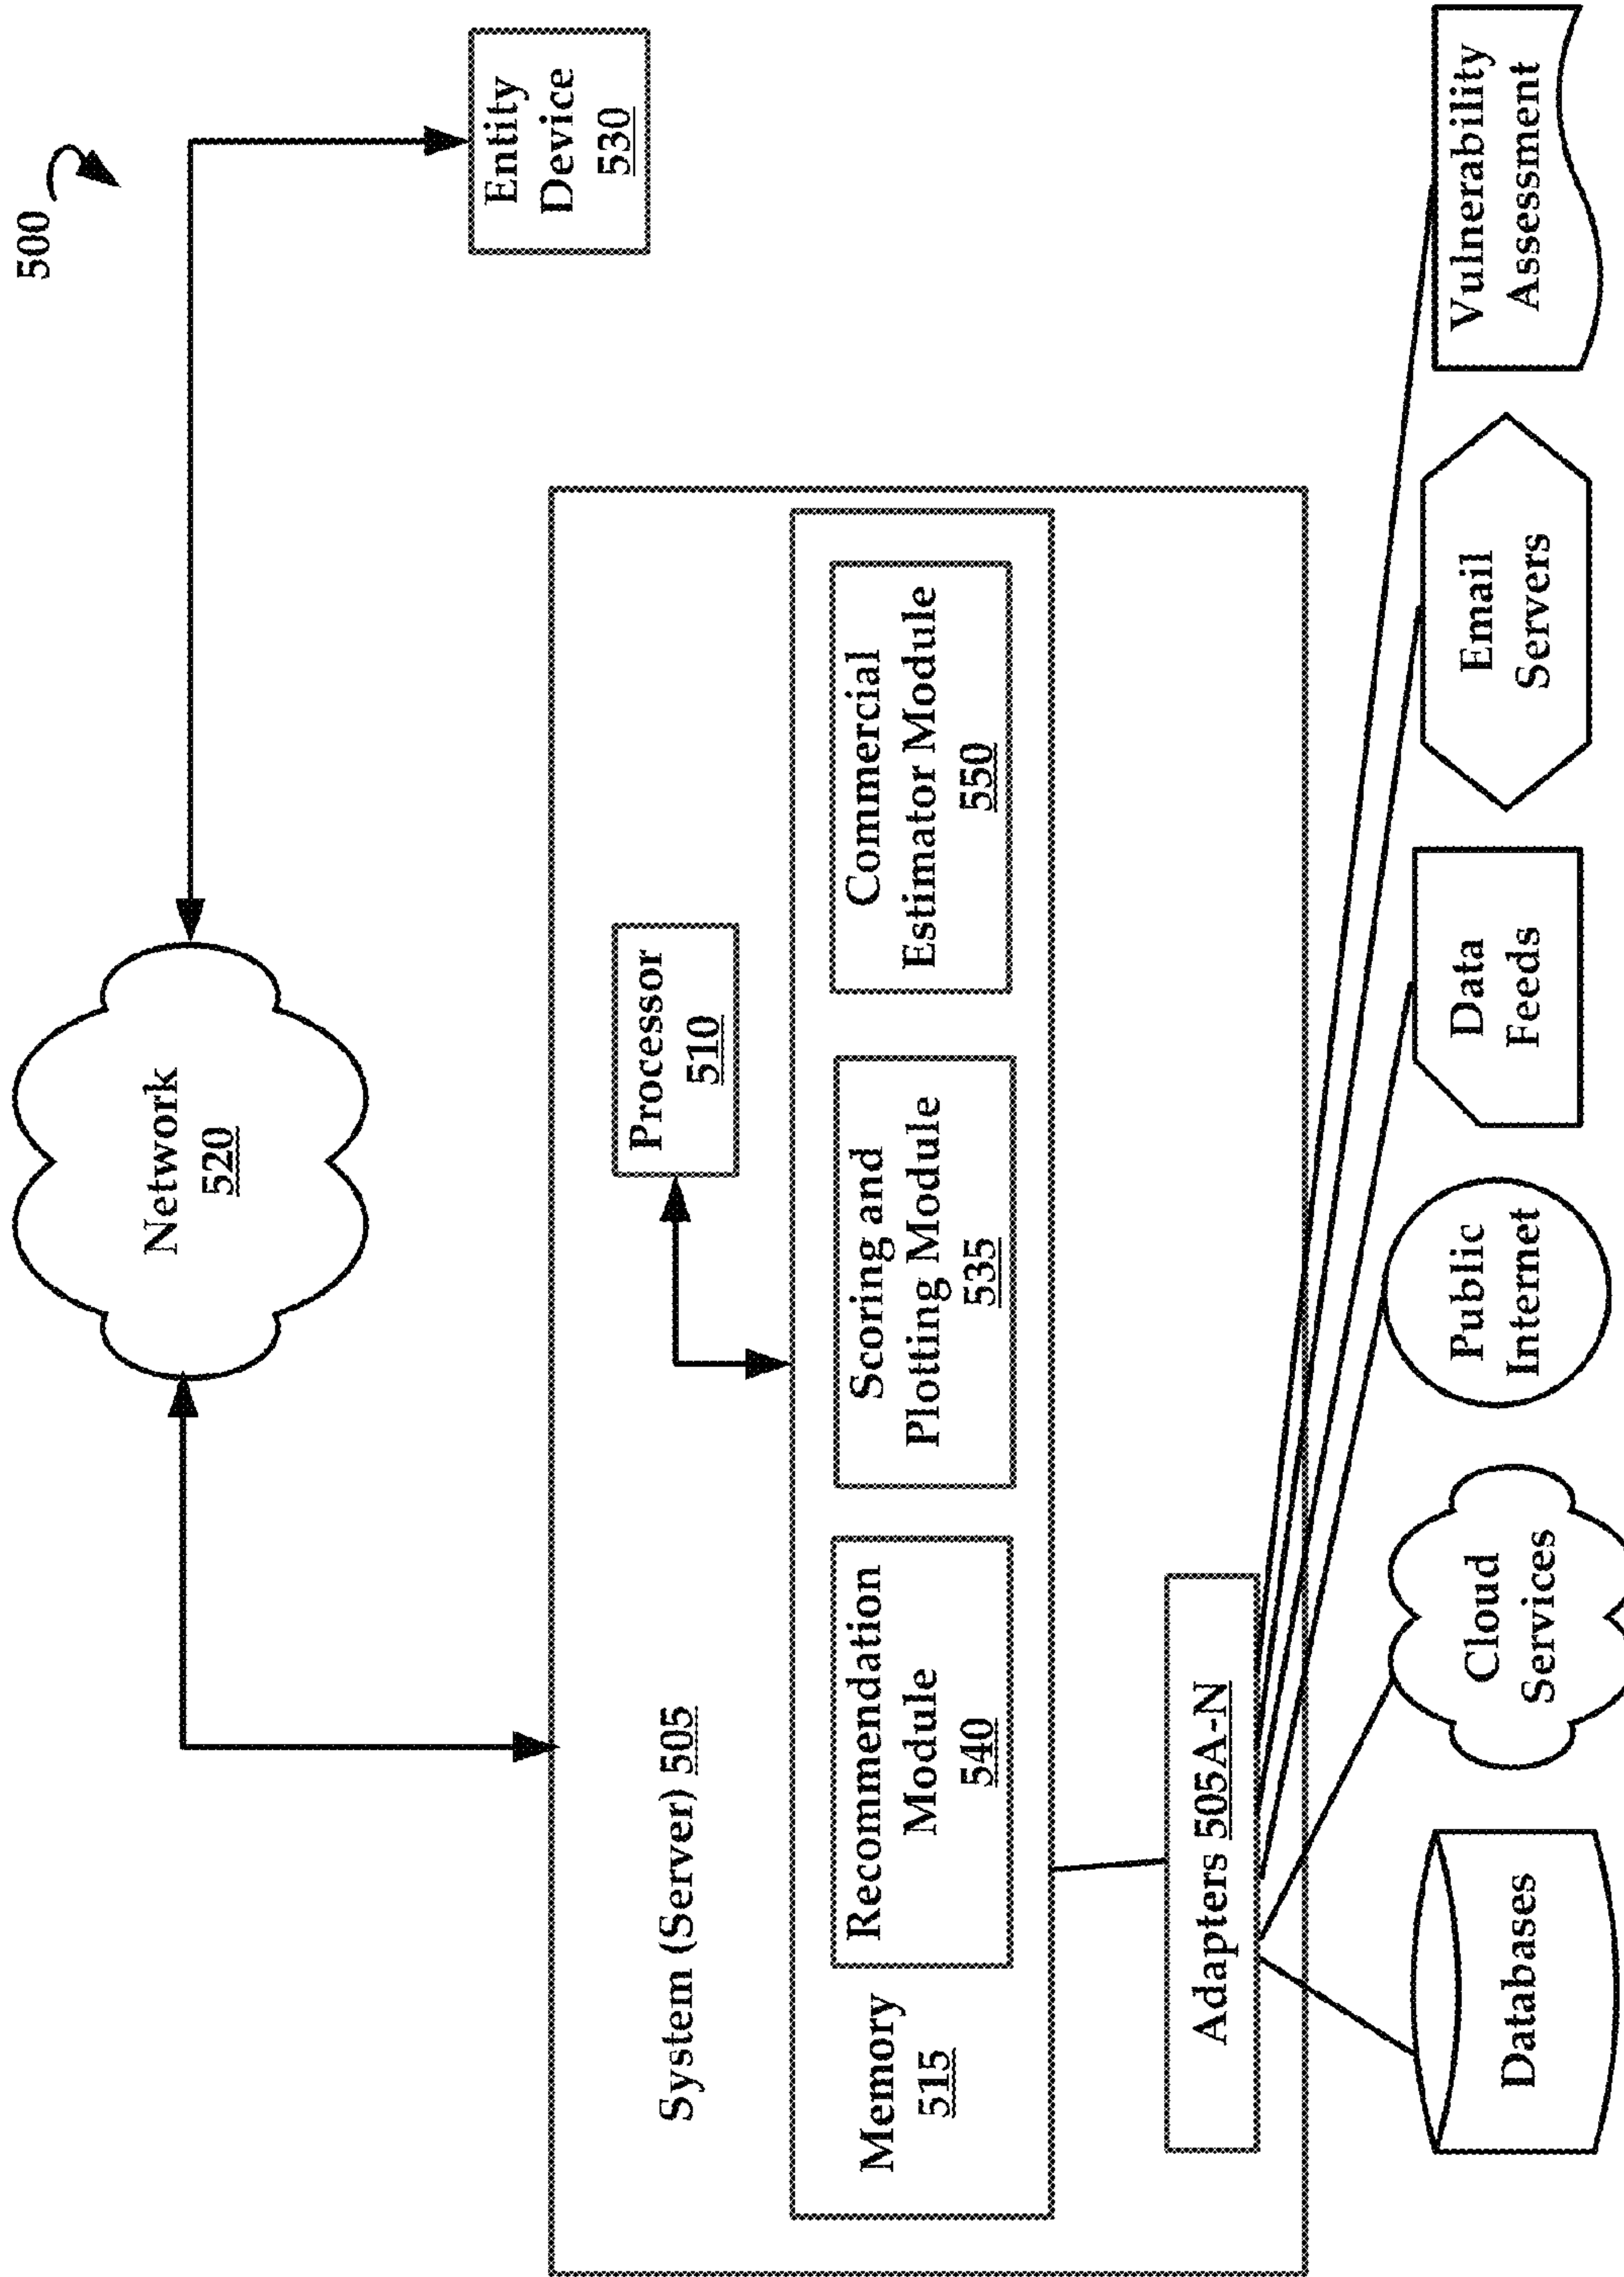 500
Network
520
Entity
Device
530
System (Server) 505
Processor
510
Memory
515
Recommendation
Module
540
Scoring and
Plotting Module
535
Commercial
Estimator Module
550
Adapters 505A-N
Databases
Cloud
Services
Public
Internet
Data
Feeds
Email
Servers
Vulnerability
Assessment